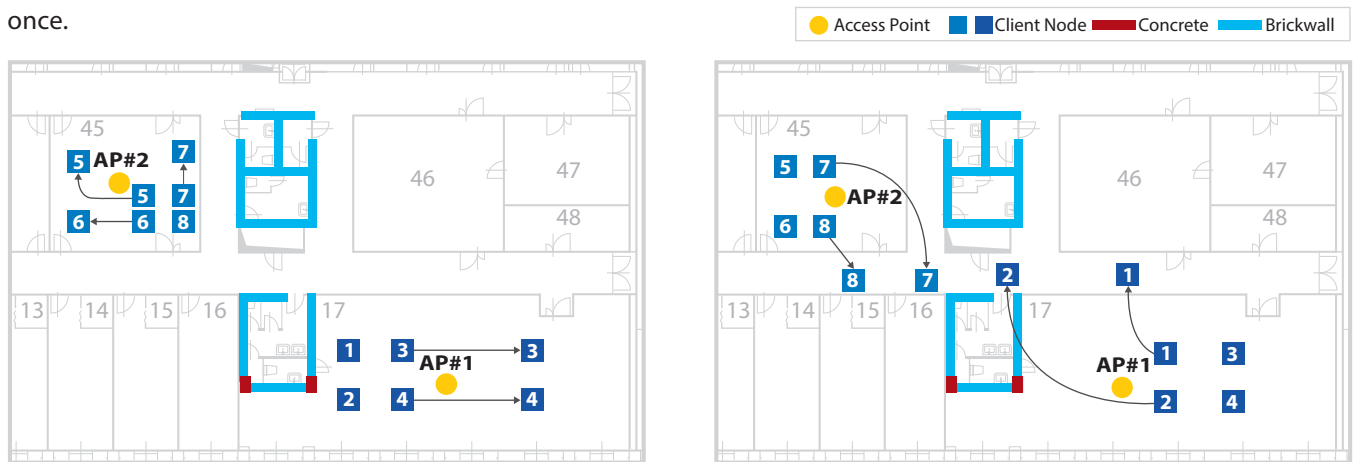 once.
Access Point Client Node Concrete Brickwall
45
5 AP#2 7
5 7
6 6 8
46 47
48
13 14 15 16 17
1 3 3
AP#1
2 4 4
45
5 7
AP#2
6 8
46 47
48
8 7 2 1
13 14 15 16 17
1 3
AP#1
2 4